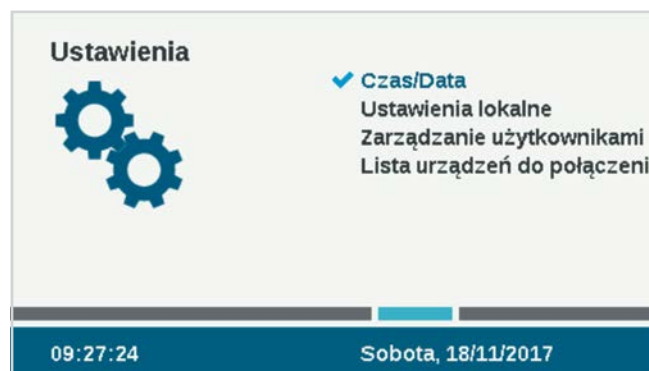 Ustawienia
Czas/Data
Ustawienia lokalne
Zarządzanie użytkownikami
Lista urządzeń do połączeni
09:27:24
Sobota, 18/11/2017